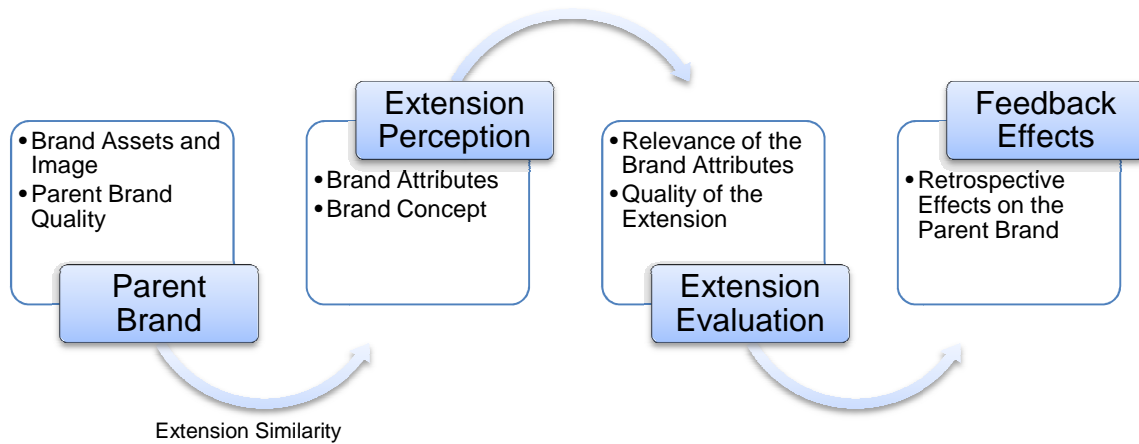 •Brand Assets and
Image
•Parent Brand
Quality
Parent
Brand
Extension Similarity
Extension
Perception
•Brand Attributes
•Brand Concept
•Relevance of the
Brand Attributes
•Quality of the
Extension
Extension
Evaluation
Feedback
Effects
•Retrospective
Effects on the
Parent Brand